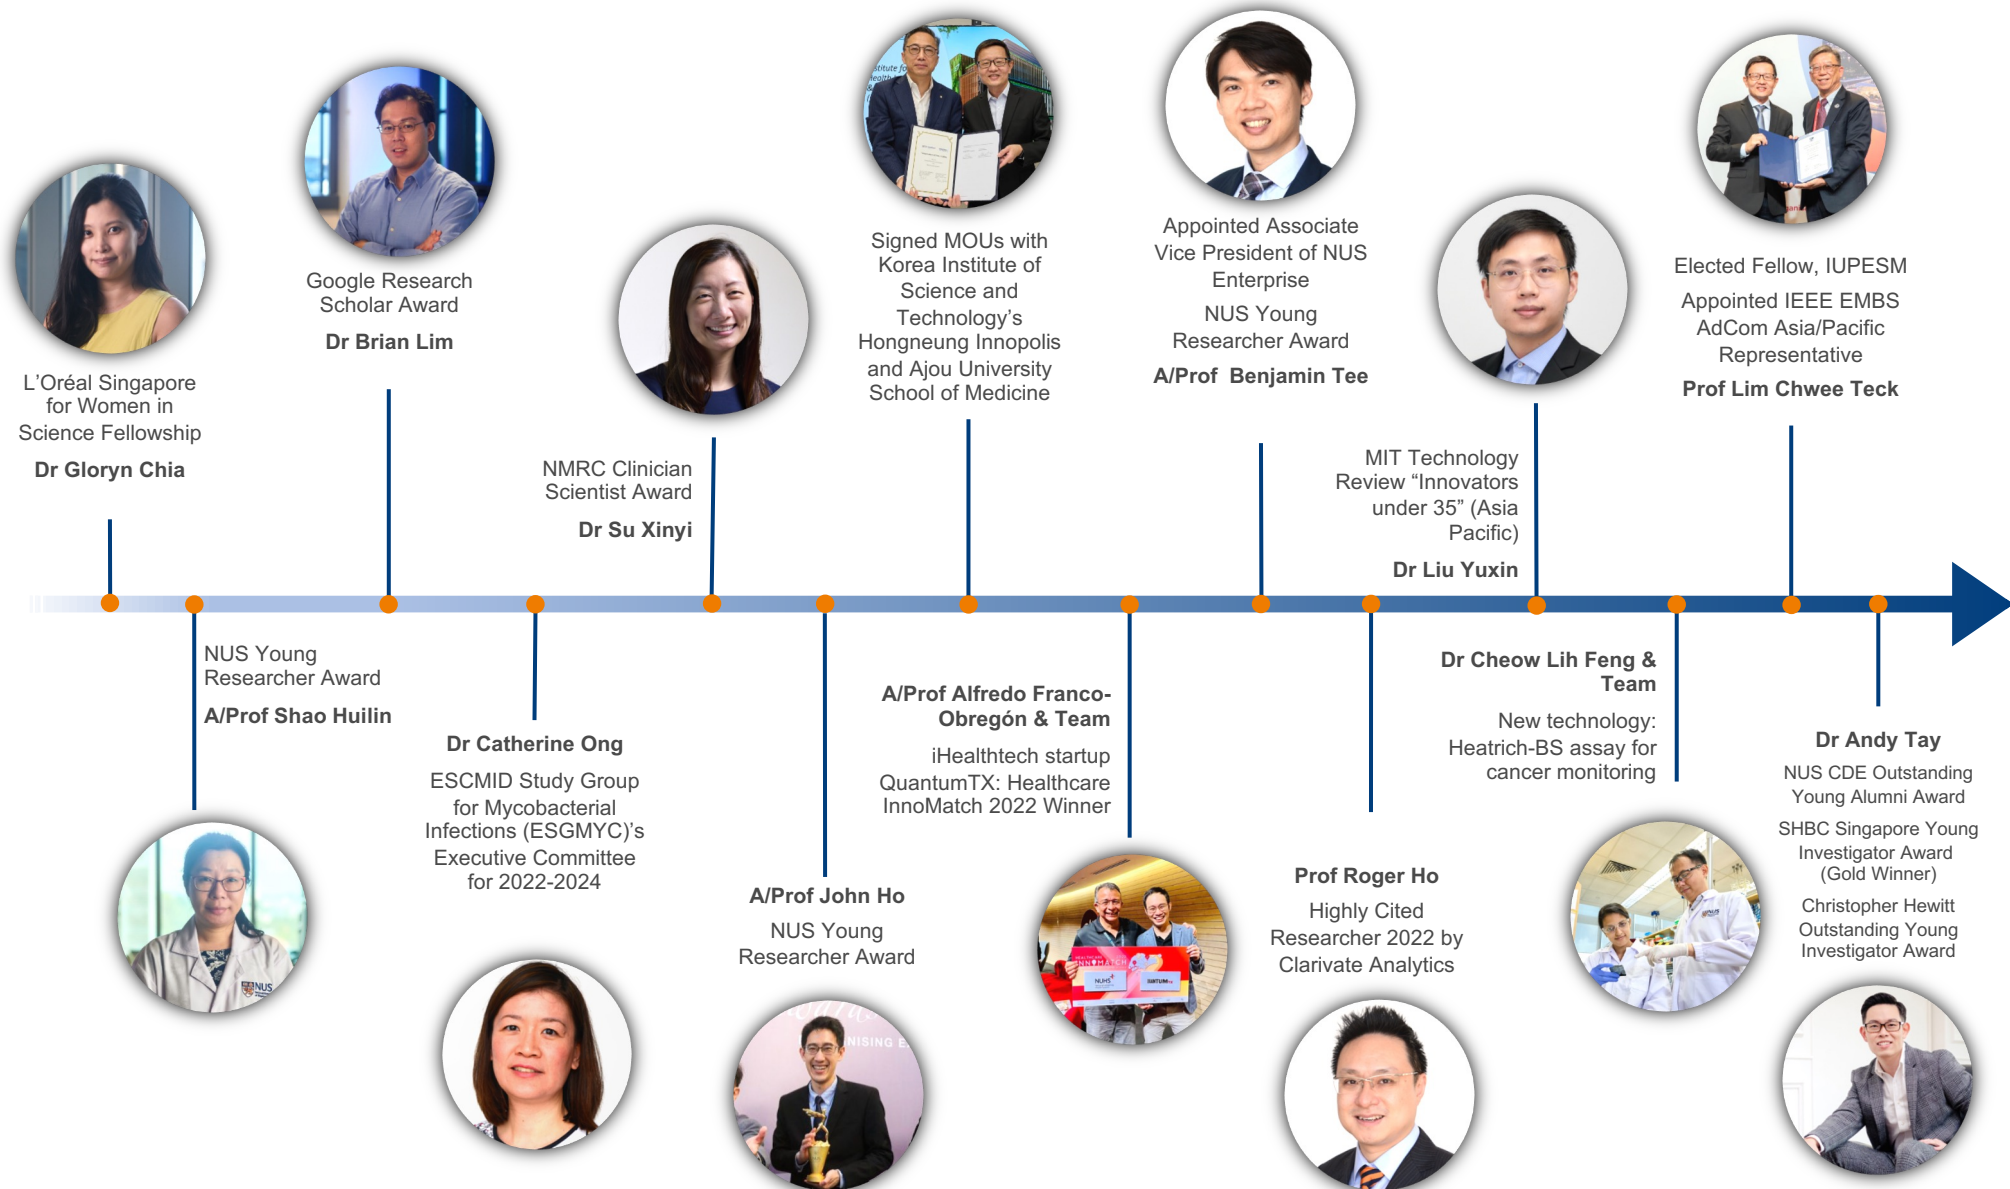 L’Oréal Singapore
for Women in
Science Fellowship
Dr Gloryn Chia
NUS Young
Researcher Award
A/Prof Shao Huilin
NUS
Google Research
Scholar Award
Dr Brian Lim
Dr Catherine Ong
ESCMID Study Group
for Mycobacterial
Infections (ESGMYC)’s
Executive Committee
for 2022-2024
NMRC Clinician
Scientist Award
Dr Su Xinyi
A/Prof John Ho
NUS Young
Researcher Award
Signed MOUs with
Korea Institute of
Science and
Technology’s
Hongneung Innopolis
and Ajou University
School of Medicine
A/Prof Alfredo Franco-
Obregón & Team
iHealthtech startup
QuantumTX: Healthcare
InnoMatch 2022 Winner
NUHS
Appointed Associate
Vice President of NUS
Enterprise
NUS Young
Researcher Award
A/Prof Benjamin Tee
Prof Roger Ho
Highly Cited
Researcher 2022 by
Clarivate Analytics
MIT Technology
Review “Innovators
under 35” (Asia
Pacific)
Dr Liu Yuxin
Dr Cheow Lih Feng &
Team
New technology:
Heatrich-BS assay for
cancer monitoring
NUS
Elected Fellow, IUPESM
Appointed IEEE EMBS
AdCom Asia/Pacific
Representative
Prof Lim Chwee Teck
Dr Andy Tay
NUS CDE Outstanding
Young Alumni Award
SHBC Singapore Young
Investigator Award
(Gold Winner)
Christopher Hewitt
Outstanding Young
Investigator Award